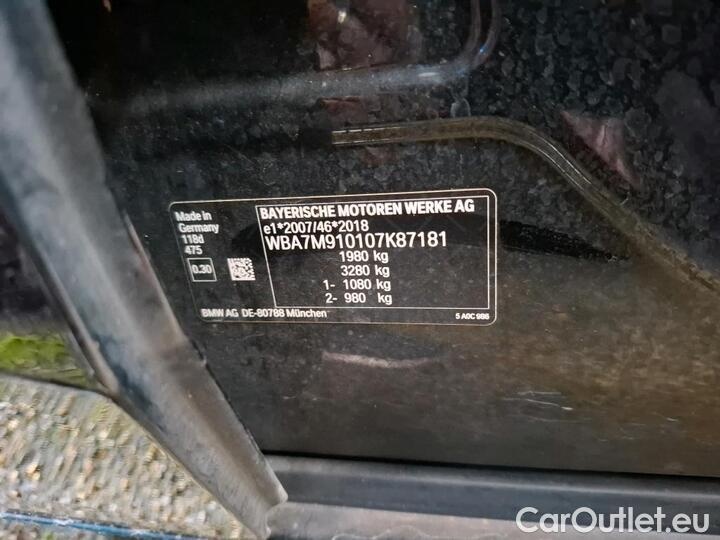 BAYERISCHE MOTOREN WERKE AG
e1*2007/46*2018
WBA7M910107K87181
1980 kg
3280 kg
1- 1080 kg
2- 980 kg
Made in
Germany
118d
475
0.30
BMW AG DE-80788 München
5 A0C 986
CarOutlet.eu